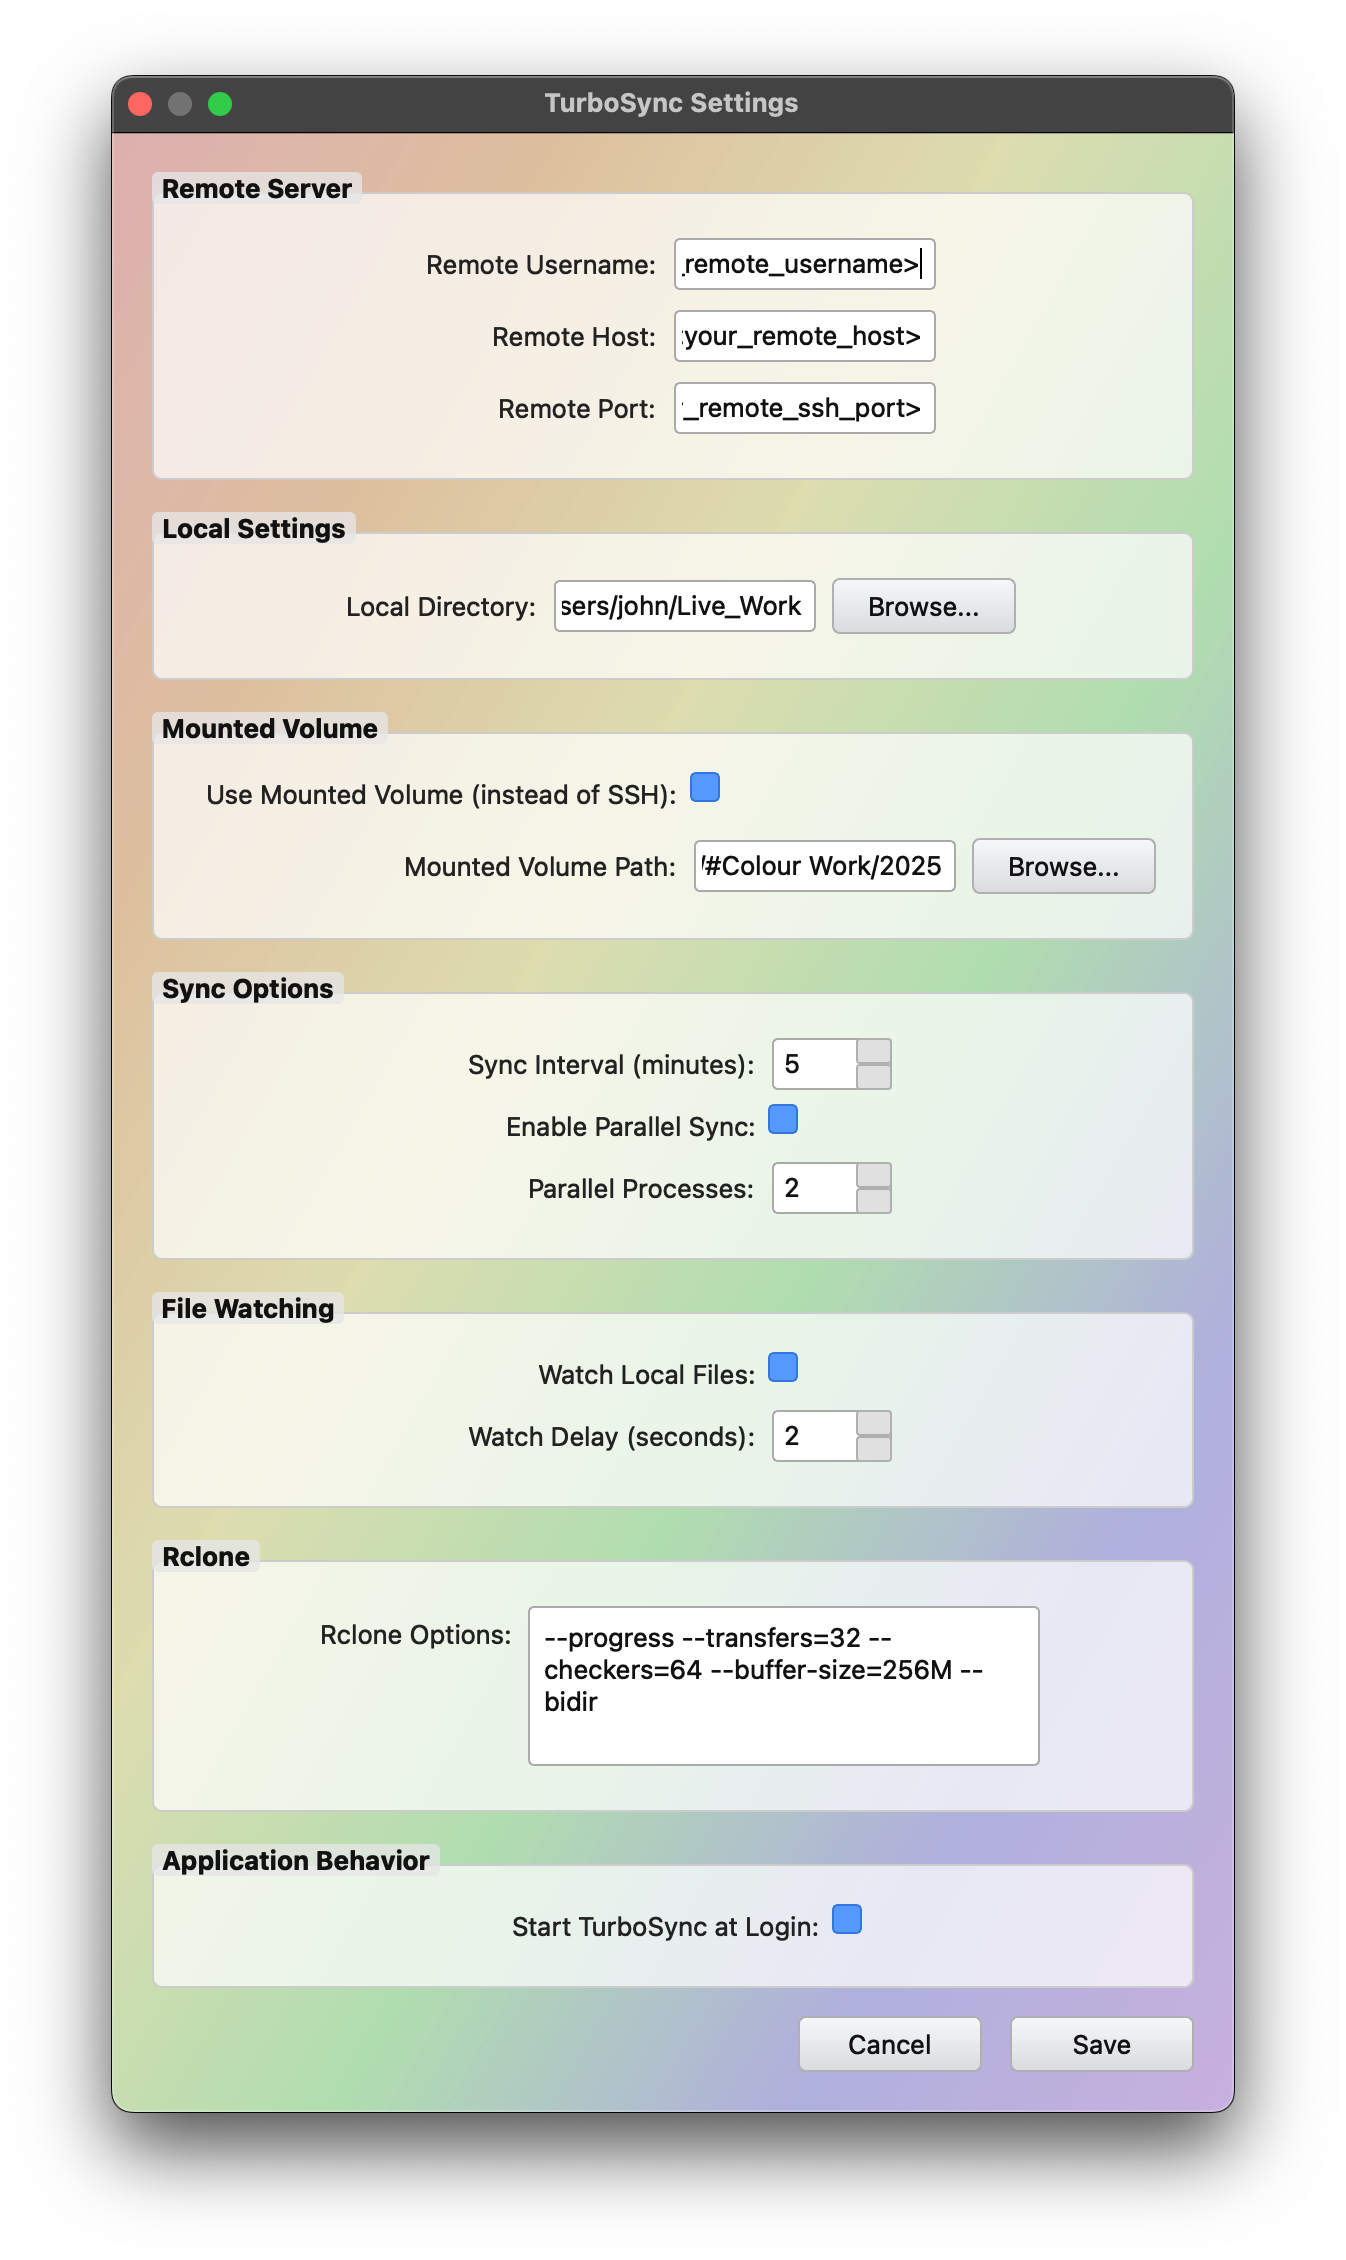 TurboSync Settings
Remote Server
Remote Username: _remote_username>
Remote Host: your_remote_host>
Remote Port: _remote_ssh_port>
Local Settings
Local Directory: sers/john/Live_Work Browse...
Mounted Volume
Use Mounted Volume (instead of SSH):
Mounted Volume Path: /#Colour Work/2025 Browse...
Sync Options
Sync Interval (minutes): 5
Enable Parallel Sync:
Parallel Processes: 2
File Watching
Watch Local Files:
Watch Delay (seconds): 2
Rclone
Rclone Options: --progress --transfers=32 --
checkers=64 --buffer-size=256M --
bidir
Application Behavior
Start TurboSync at Login:
Cancel Save